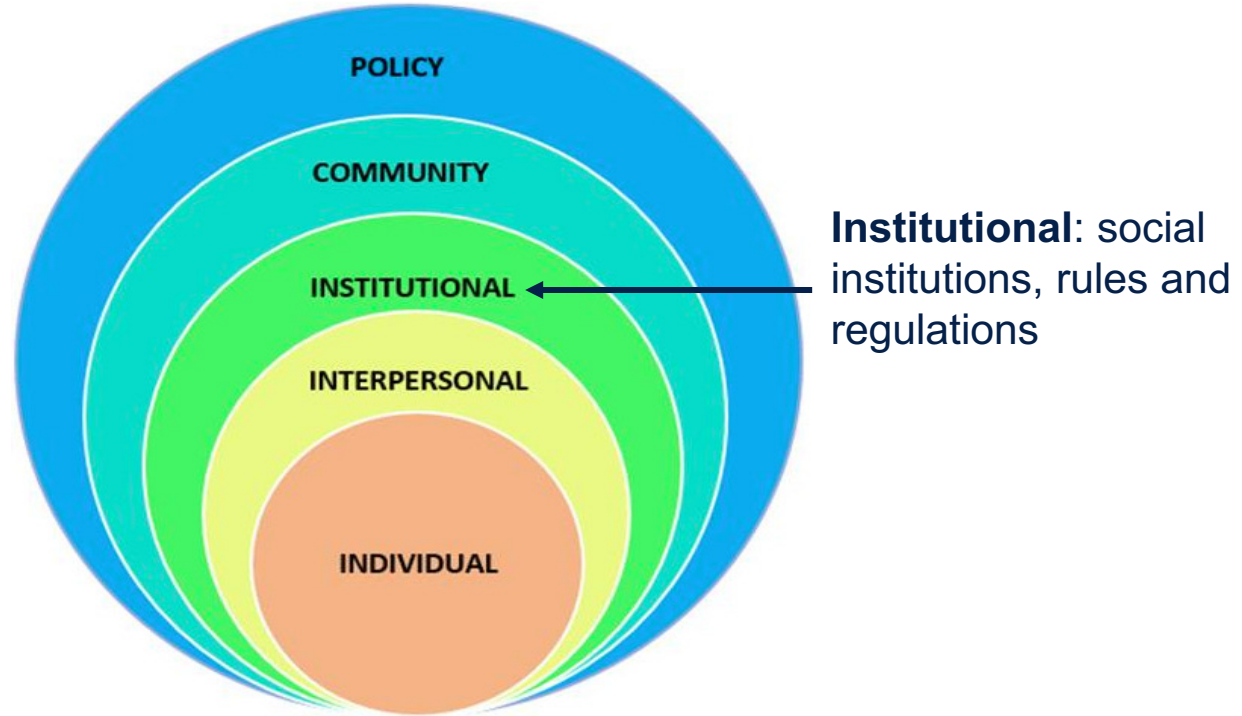 POLICY
COMMUNITY
INSTITUTIONAL
INTERPERSONAL
INDIVIDUAL
Institutional: social
institutions, rules and
regulations